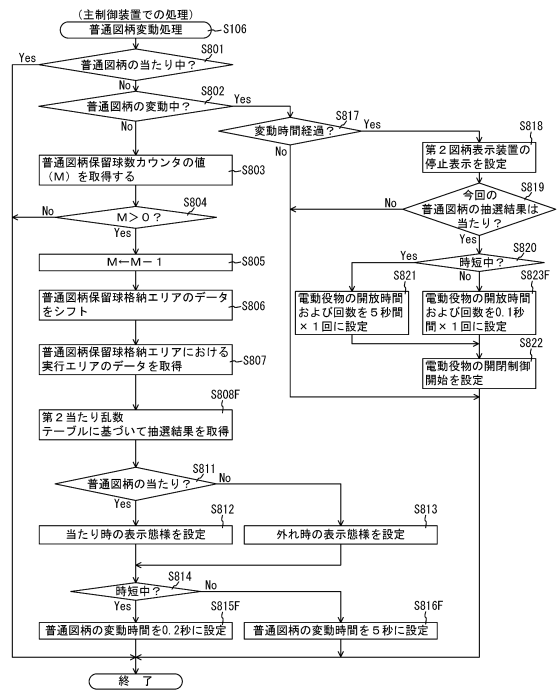 (主制御装置での処理)
普通図柄変動処理
S106
普通図柄の当たり中?
S801
Yes
No
普通図柄の変動中?
S802
Yes
No
普通図柄保留球数カウンタの値
(M)を取得する
S803
M>0?
S804
No
Yes
M←M−1
S805
普通図柄保留球格納エリアのデータ
をシフト
S806
普通図柄保留球格納エリアにおける
実行エリアのデータを取得
S807
第2当たり乱数
テーブルに基づいて抽選結果を取得
S808F
普通図柄の当たり?
S811
No
Yes
当たり時の表示態様を設定
S812
外れ時の表示態様を設定
S813
時短中?
S814
No
Yes
普通図柄の変動時間を0.2秒に設定
S815F
普通図柄の変動時間を5秒に設定
S816F
終 了
変動時間経過?
S817
Yes
No
第2図柄表示装置の
停止表示を設定
S818
今回の
普通図柄の抽選結果は
当たり?
S819
No
Yes
時短中?
S820
Yes
No
電動役物の開放時間
および回数を5秒間
×1回に設定
S821
電動役物の開放時間
および回数を0.1秒
間×1回に設定
S823F
電動役物の開閉制御
開始を設定
S822